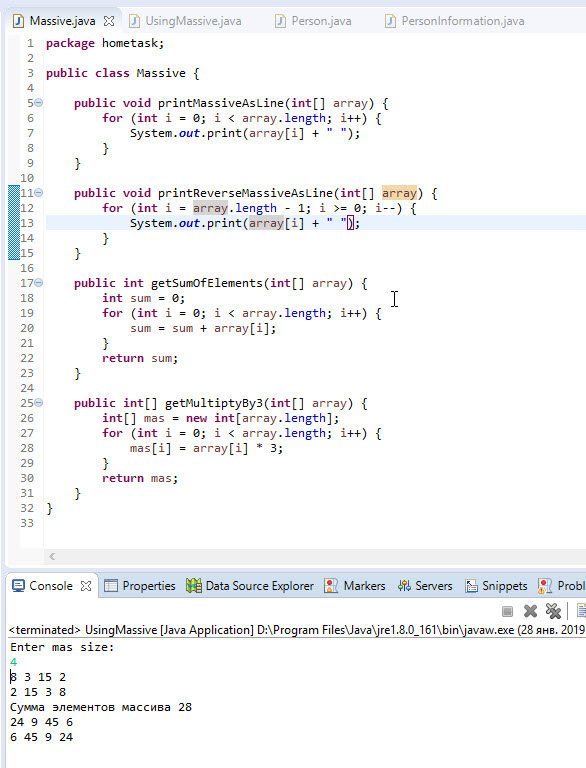 Massive.java UsingMassive.java Person.java PersonInformation.java
1 package hometask;
2
3 public class Massive {
4
5 public void printMassiveAsLine(int[] array) {
6 for (int i = 0; i < array.length; i++) {
7 System.out.print(array[i] + " ");
8 }
9 }
10
11 public void printReverseMassiveAsLine(int[] array) {
12 for (int i = array.length - 1; i >= 0; i--) {
13 System.out.print(array[i] + " ");
14 }
15 }
16
17 public int getSumOfElements(int[] array) {
18 int sum = 0;
19 for (int i = 0; i < array.length; i++) {
20 sum = sum + array[i];
21 }
22 return sum;
23 }
24
25 public int[] getMultiptyBy3(int[] array) {
26 int[] mas = new int[array.length];
27 for (int i = 0; i < array.length; i++) {
28 mas[i] = array[i] * 3;
29 }
30 return mas;
31 }
32 }
33
Console Properties Data Source Explorer Markers Servers Snippets Probl
<terminated> UsingMassive [Java Application] D:\Program Files\Java\jre1.8.0_161\bin\javaw.exe (28 янв. 2019
Enter mas size:
4
8 3 15 2
2 15 3 8
Сумма элементов массива 28
24 9 45 6
6 45 9 24